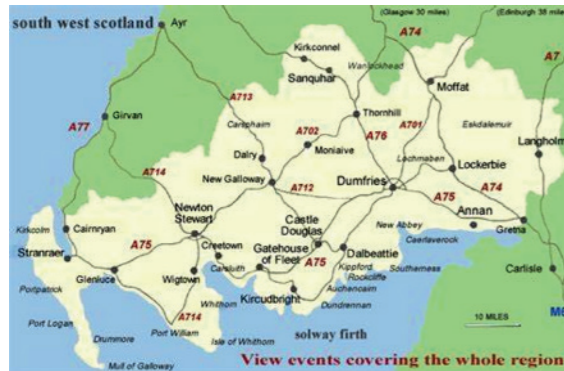 south west scotland
(Glasgow 30 miles)
(Edinburgh 38 mile
Ayr
A74
A7
Kirkconnel
Wanlockhead
Sanquhar
Moffat
A713
Girvan
A77
Carsphairn
A702
Thornhill
A76
A701
Eskdalemuir
Langholm
Dalry
Moniaive
Lochmaben
Lockerbie
A714
New Galloway
A712
Dumfries
A75
A74
Newton
Stewart
Castle
Douglas
New Abbey
Annan
Gretna
Kirkcolm
Cairnryan
Stranraer
A75
Creetown
Gatehouse
of Fleet
A75
Dalbeattie
Caerlaverock
Carlisle
Glenluce
Wigtown
Carsluith
Kippford
Rockcliffe
Southerness
Portpatrick
Auchencairn
Kircudbright
Dundrennan
Whithorn
A714
Port Logan
Drummore
Port William
Isle of Whithorn
solway firth
10 MILES
M6
Mull of Galloway
View events covering the whole region